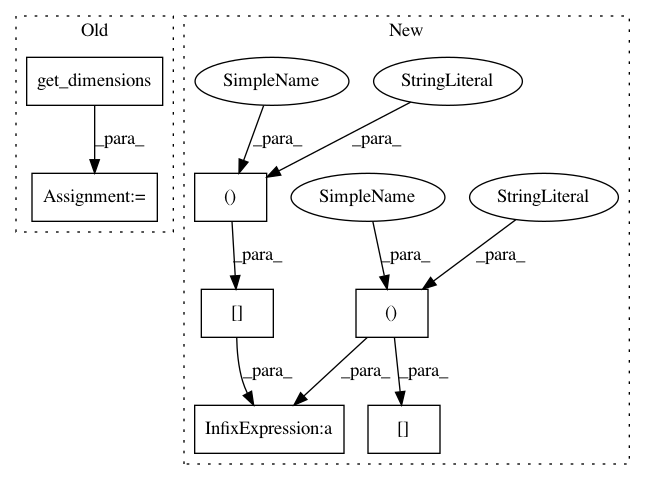 Old
New
get_dimensions
SimpleName
StringLiteral
_para_
_para_
_para_
Assignment:=
()
SimpleName
StringLiteral
_para_
_para_
_para_
[]
()
_para_
_para_
_para_
InfixExpression:a
[]